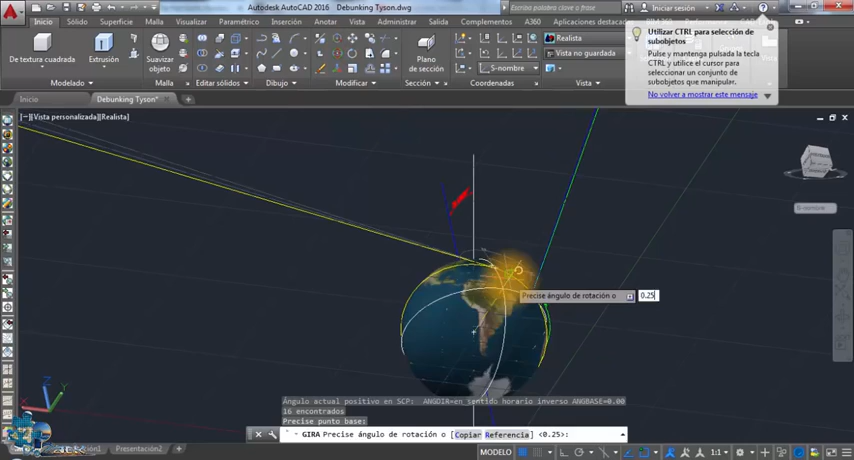 Autodesk AutoCAD 2016 Debunking Tyson.dwg
Escriba palabra clave o frase
Iniciar sesión
Inicio Sólido Superficie Malla Visualizar Paramétrico Inserción Anotar Vista Administrar Salida Complementos A360 Aplicaciones destacadas
De textura cuadrada
Extrusión
Suavizar objeto
Plano de sección
Realista
Vista no guardada
S-nombre
Vista
Modelado
Malla
Dibujo
Modificar
Sección
Coordenadas
Utilizar CTRL para selección de subobjetos
Pulse y mantenga pulsada la tecla CTRL y utilice el cursor para seleccionar un conjunto de subobjetos que manipular.
No volver a mostrar este mensaje
Inicio
Debunking Tyson*
[−][Vista personalizada][Realista]
S-nombre
Precise ángulo de rotación o 0.25
Ángulo actual positivo en SCP: ANGDIR=en_sentido horario inverso ANGBASE=0.00
16 encontrados
Precise punto base:
GIRA Precise ángulo de rotación o [Copiar Referencia] <0.25>:
Presentación2
MODELO
1:1